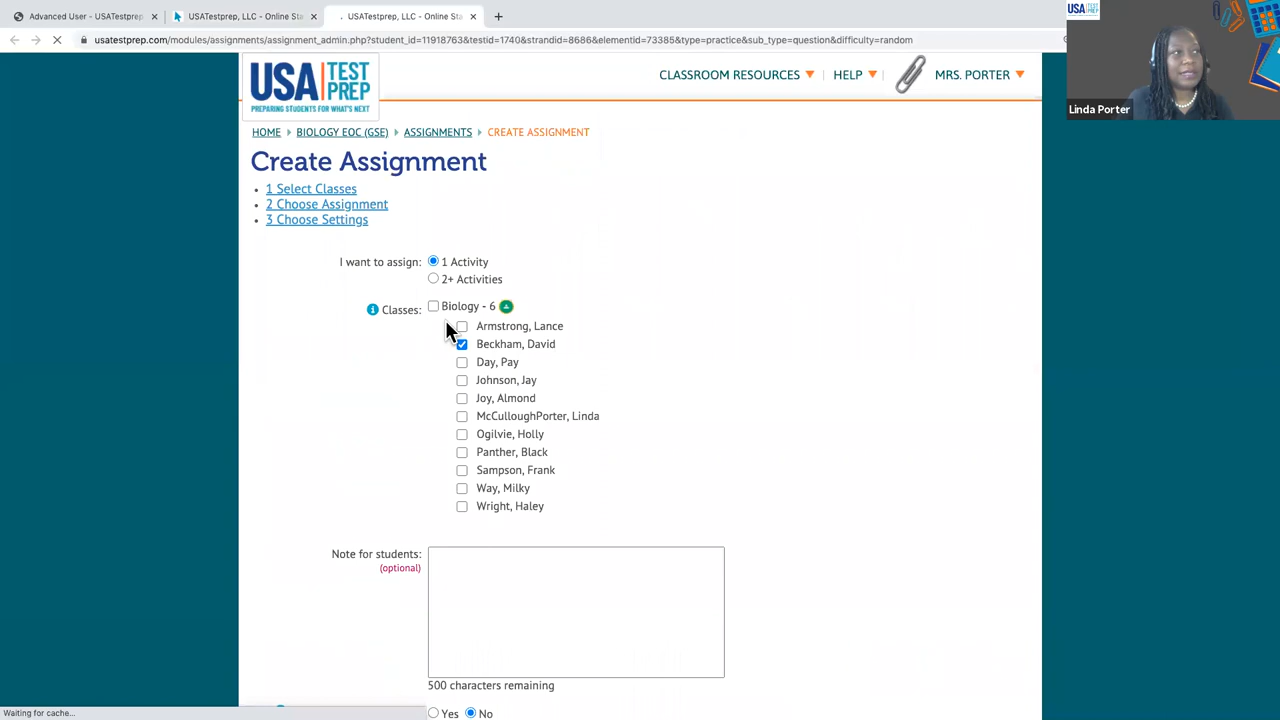 Advanced User - USATestprep
USATestprep, LLC - Online Sta
USATestprep, LLC - Online Sta
usatestprep.com/modules/assignments/assignment_admin.php?student_id=11918763&testid=1740&strandid=8686&elementid=73385&type=practice&sub_type=question&difficulty=random
USA TEST PREP
PREPARING STUDENTS FOR WHAT'S NEXT
CLASSROOM RESOURCES
HELP
MRS. PORTER
USA TEST PREP
Linda Porter
HOME BIOLOGY EOC (GSE) ASSIGNMENTS CREATE ASSIGNMENT
Create Assignment
1 Select Classes
2 Choose Assignment
3 Choose Settings
I want to assign: 1 Activity
2+ Activities
Classes: Biology - 6
Armstrong, Lance
Beckham, David
Day, Pay
Johnson, Jay
Joy, Almond
McCulloughPorter, Linda
Ogilvie, Holly
Panther, Black
Sampson, Frank
Way, Milky
Wright, Haley
Note for students:
(optional)
500 characters remaining
Yes No
Waiting for cache...